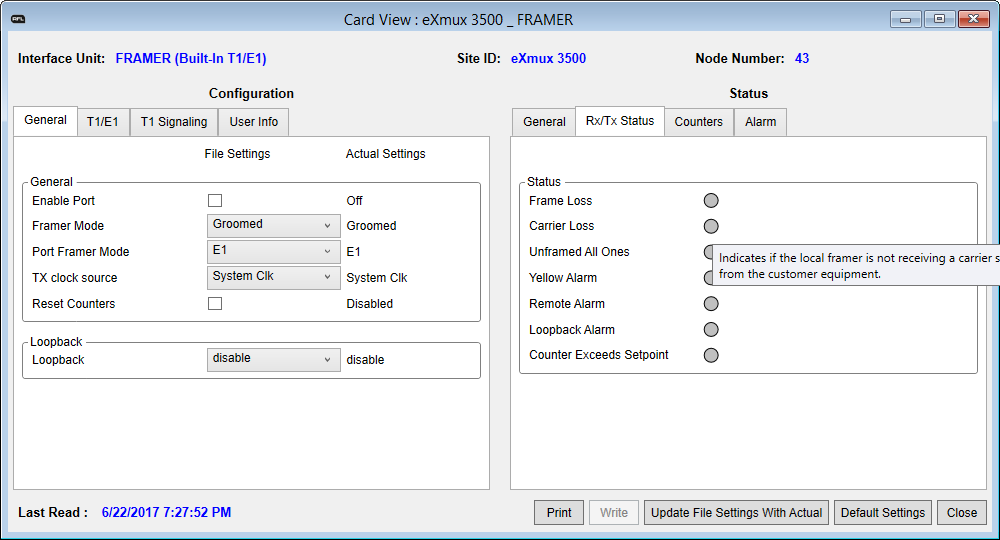 RFL
Card View : eXmux 3500 _ FRAMER
Interface Unit: FRAMER (Built-In T1/E1) Site ID: eXmux 3500 Node Number: 43
Configuration
General T1/E1 T1 Signaling User Info
File Settings Actual Settings
General
Enable Port Off
Framer Mode Groomed Groomed
Port Framer Mode E1 E1
TX clock source System Clk System Clk
Reset Counters Disabled
Loopback
Loopback disable disable
Status
General Rx/Tx Status Counters Alarm
Status
Frame Loss
Carrier Loss
Unframed All Ones
Indicates if the local framer is not receiving a carrier s
from the customer equipment.
Yellow Alarm
Remote Alarm
Loopback Alarm
Counter Exceeds Setpoint
Last Read : 6/22/2017 7:27:52 PM
Print Write Update File Settings With Actual Default Settings Close